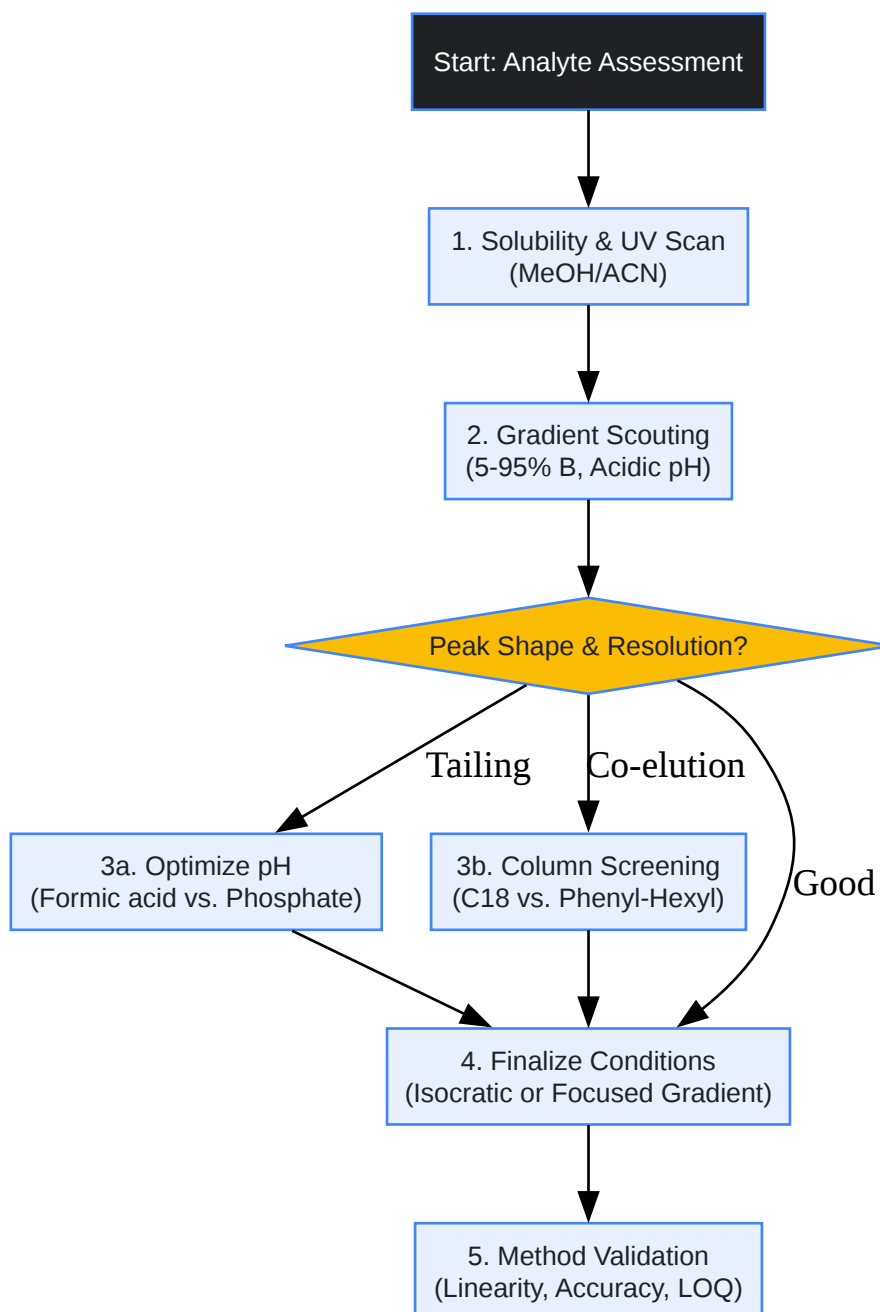 Start: Analyte Assessment
1. Solubility & UV Scan
(MeOH/ACN)
2. Gradient Scouting
(5-95% B, Acidic pH)
Peak Shape & Resolution?
Tailing
Co-elution
Good
3a. Optimize pH
(Formic acid vs. Phosphate)
3b. Column Screening
(C18 vs. Phenyl-Hexyl)
4. Finalize Conditions
(Isocratic or Focused Gradient)
5. Method Validation
(Linearity, Accuracy, LOQ)